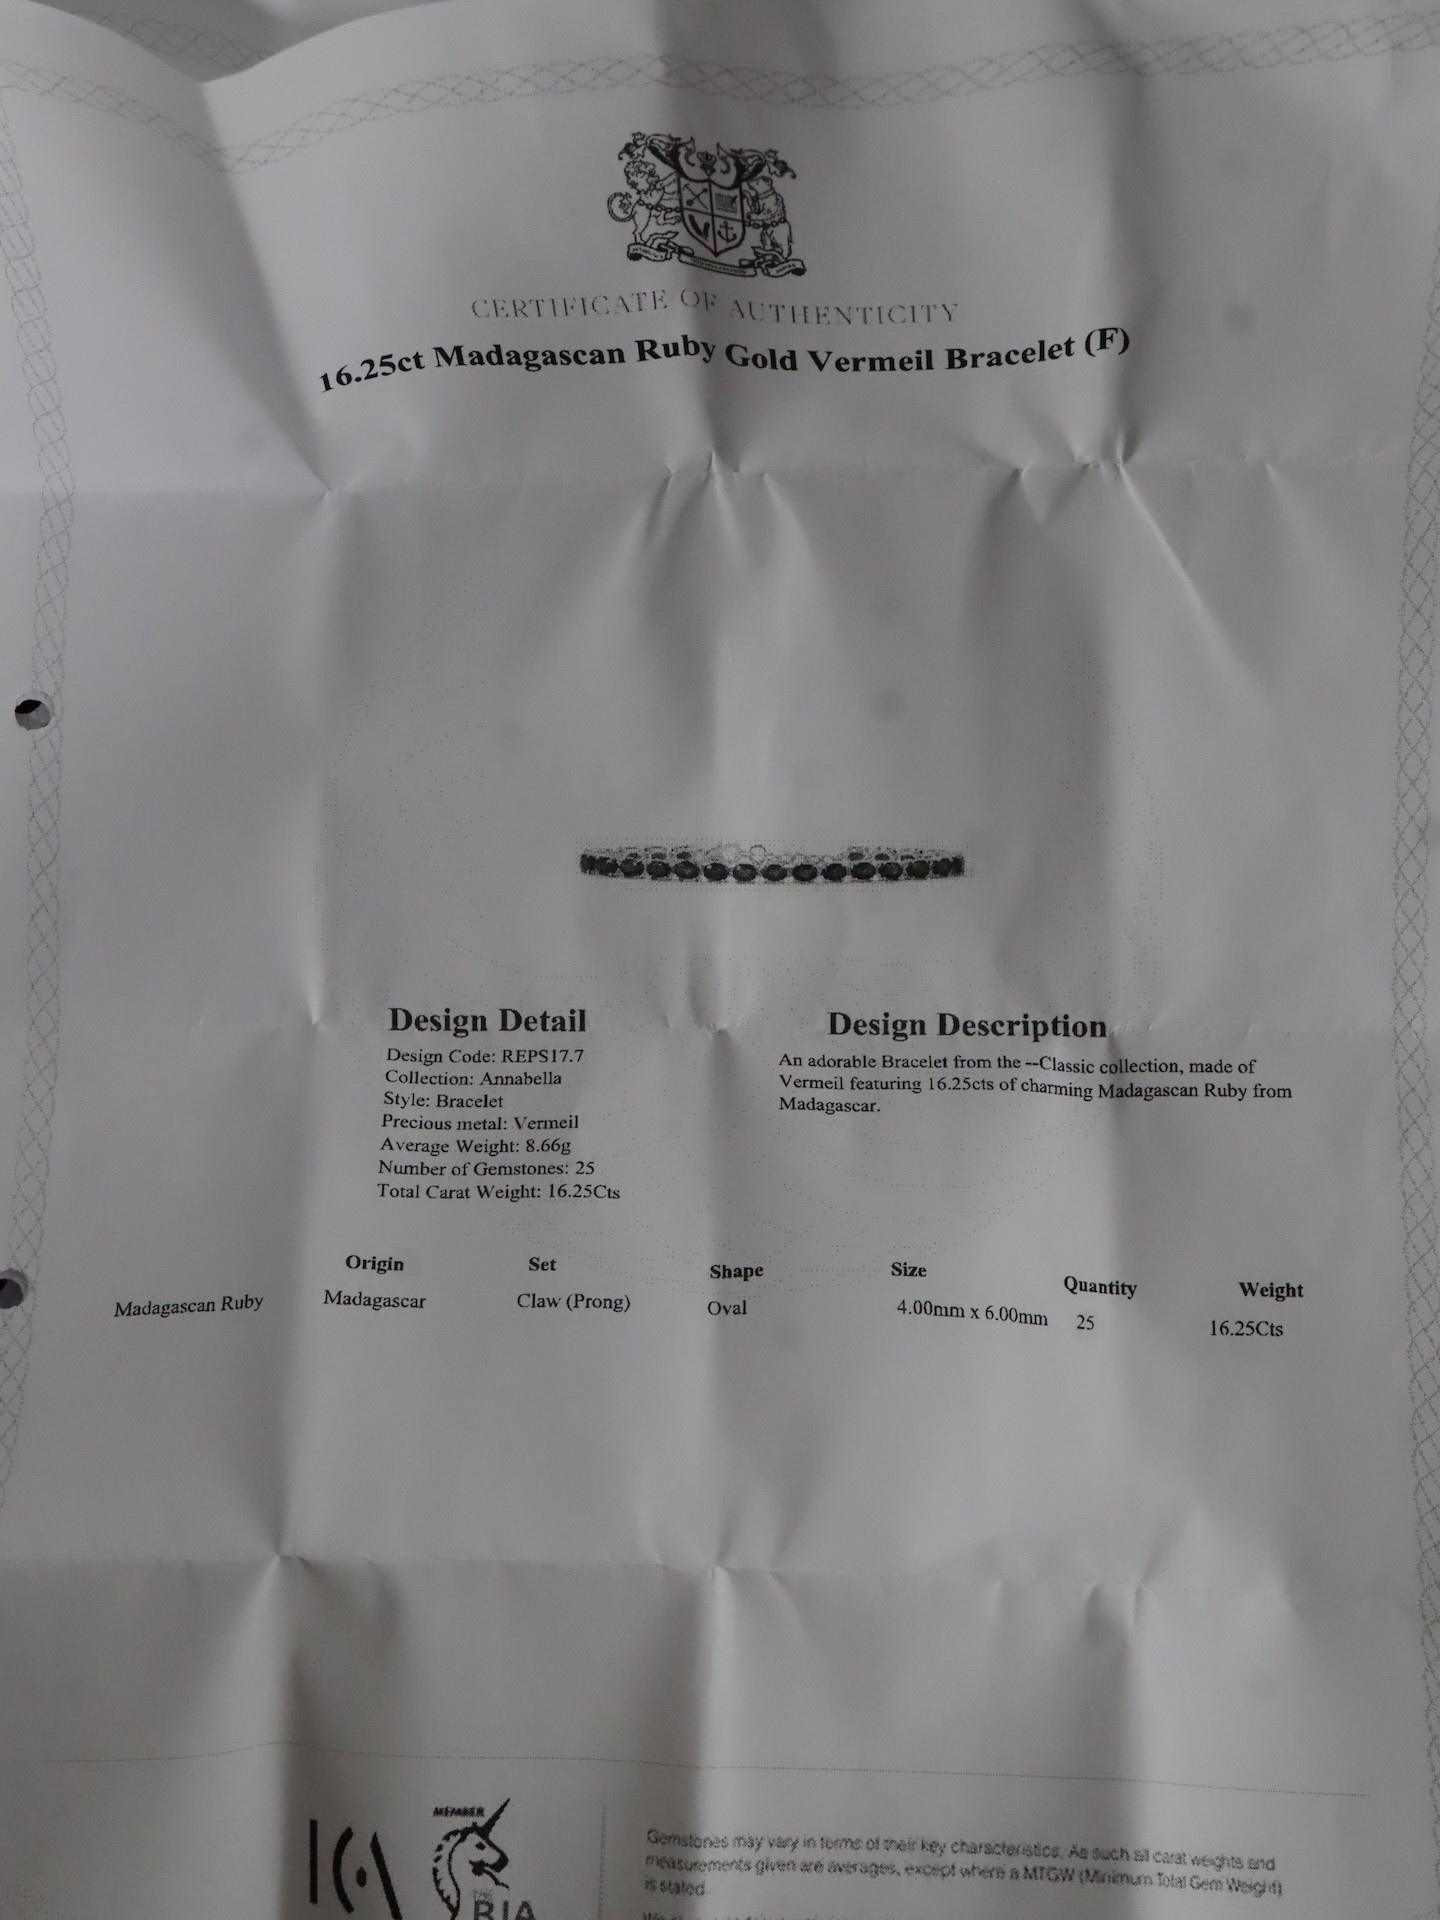 CERTIFICATE OF AUTHENTICITY
16.25ct Madagascan Ruby Gold Vermeil Bracelet (F)
Design Detail
Design Code: REPS17.7
Collection: Annabella
Style: Bracelet
Precious metal: Vermeil
Average Weight: 8.66g
Number of Gemstones: 25
Total Carat Weight: 16.25Cts
Design Description
An adorable Bracelet from the --Classic collection, made of
Vermeil featuring 16.25cts of charming Madagascan Ruby from
Madagascar.
Origin Set Shape Size Quantity Weight
Madagascan Ruby Madagascar Claw (Prong) Oval 4.00mm x 6.00mm 25 16.25Cts
ICA
MEMBER
THE
BJA
Gemstones may vary in terms of their key characteristics. As such all carat weights and
measurements given are averages, except where a MTGW (Minimum Total Gem Weight)
is stated.